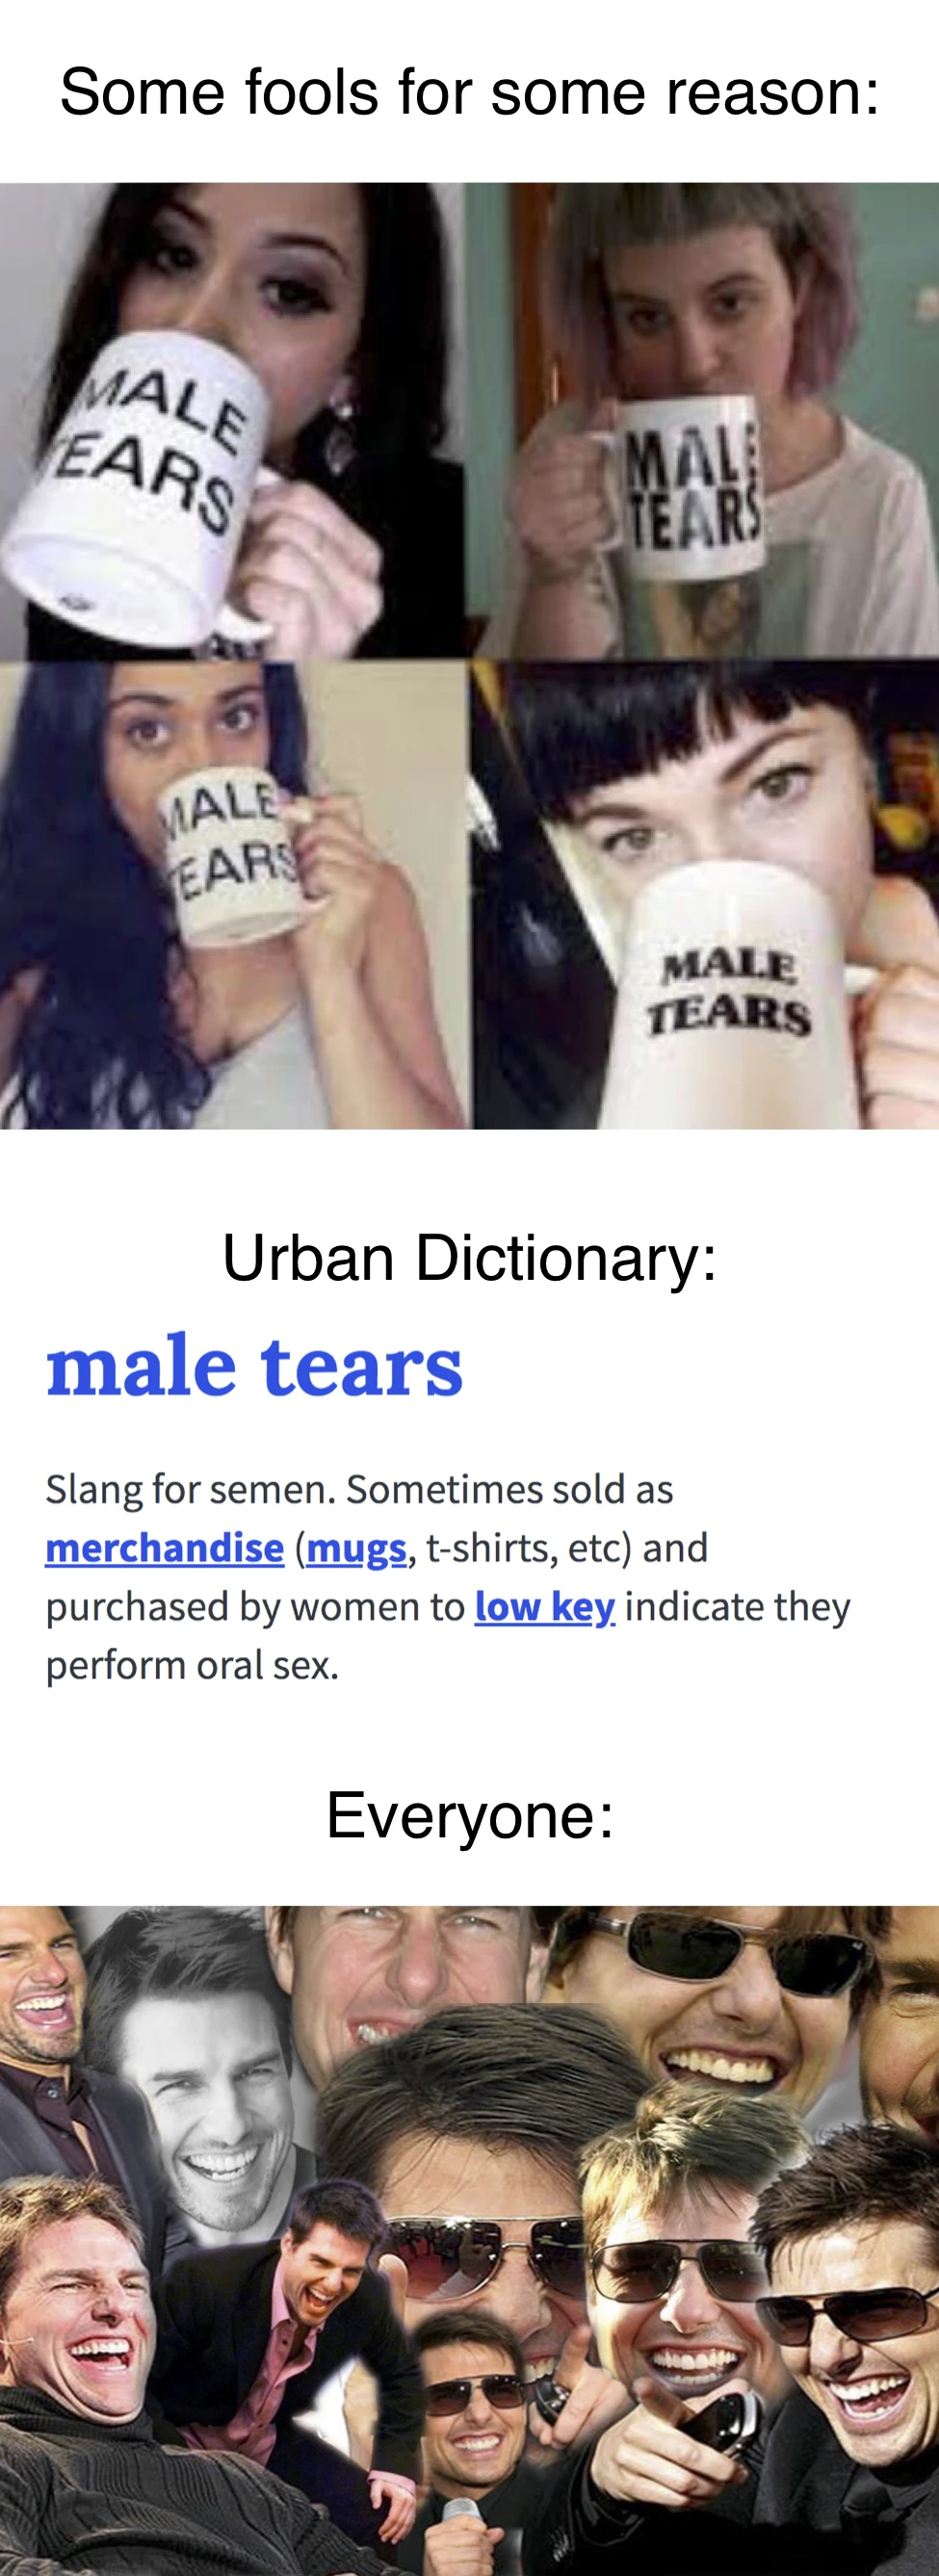 Some fools for some reason:
MALE
EARS
MALE
TEARS
MALE
EARS
MALE
TEARS
Urban Dictionary:
male tears
Slang for semen. Sometimes sold as
merchandise (mugs, t-shirts, etc) and
purchased by women to low key indicate they
perform oral sex.
Everyone: